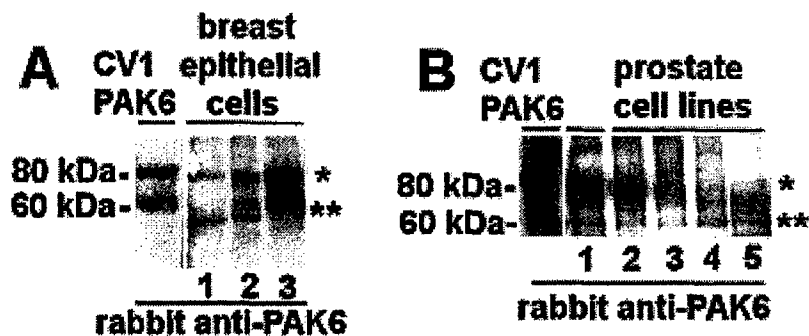 A
breast
CV1 epithelial
PAK6 cells
80 kDa- *
60 kDa- **
1 2 3
rabbit anti-PAK6
B
CV1 prostate
PAK6 cell lines
80 kDa- *
60 kDa- **
1 2 3 4 5
rabbit anti-PAK6